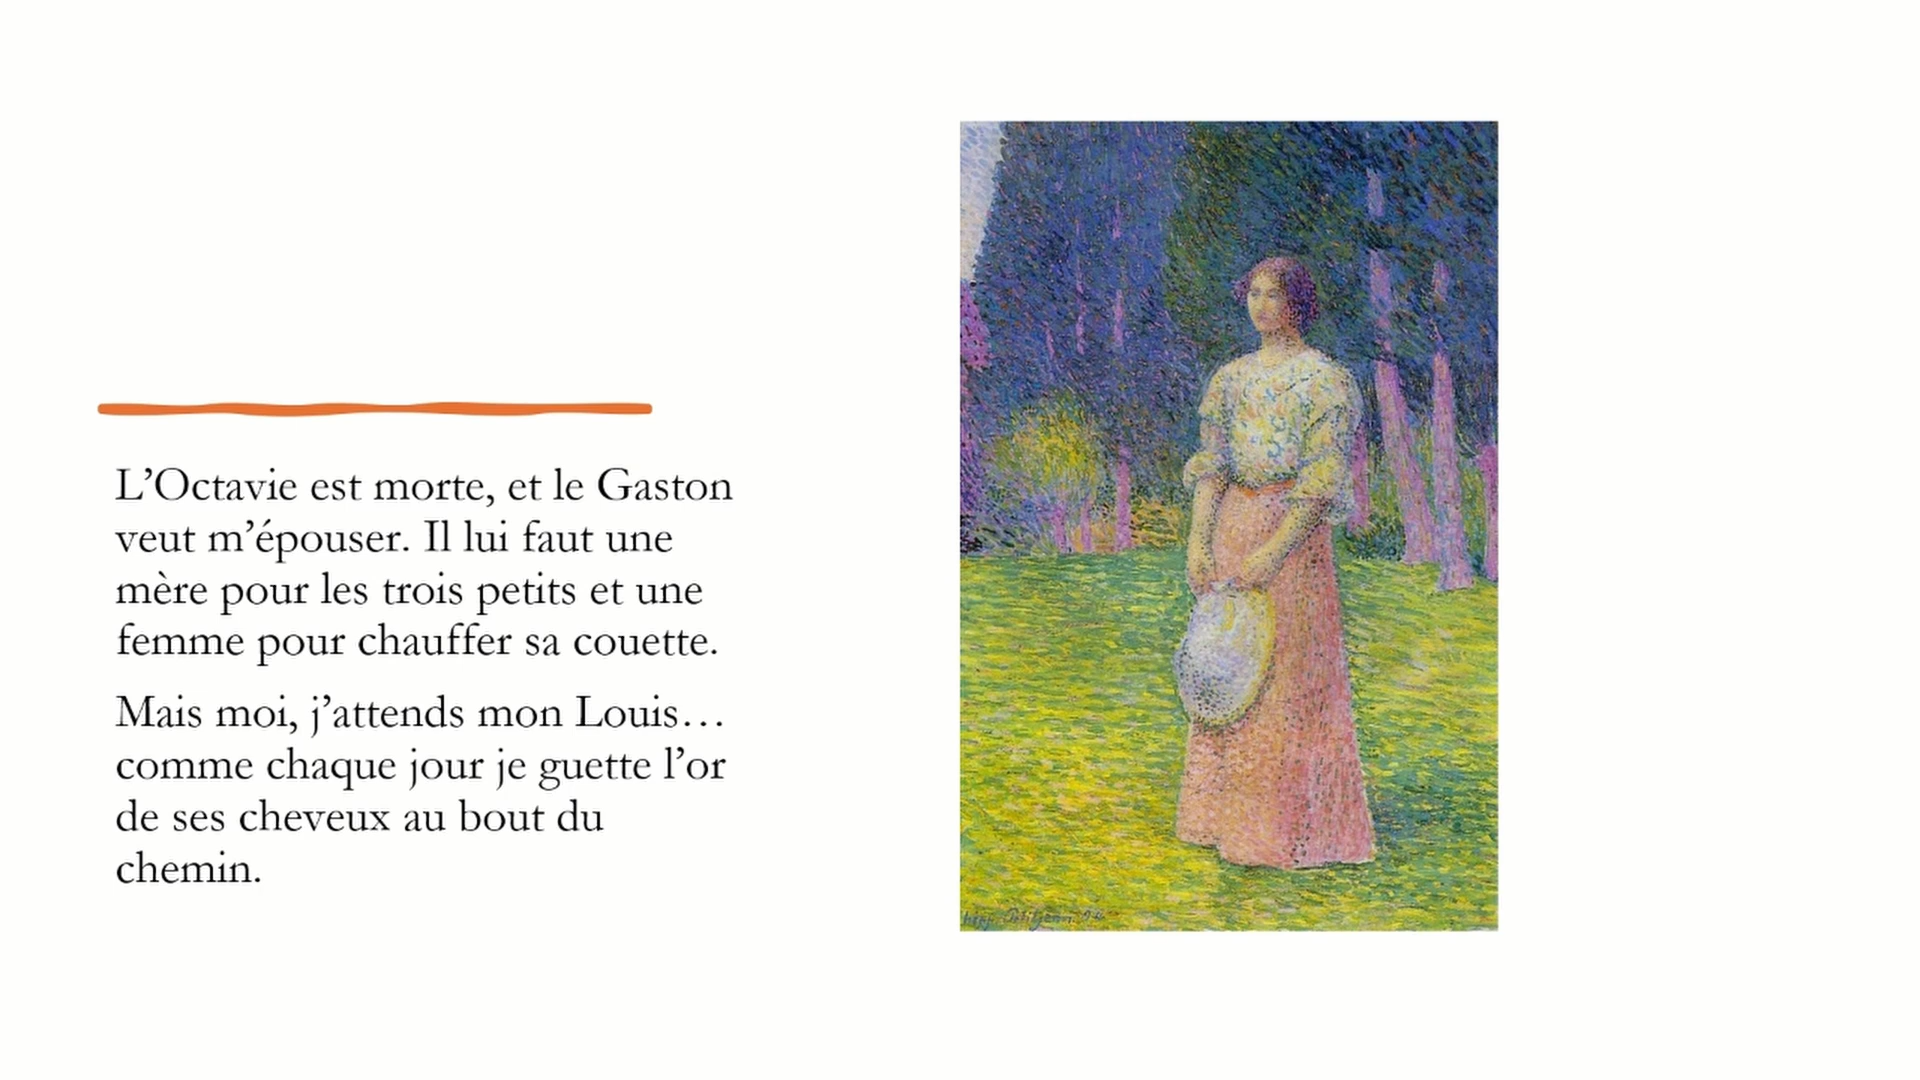 L’Octavie est morte, et le Gaston
veut m’épouser. Il lui faut une
mère pour les trois petits et une
femme pour chauffer sa couette.
Mais moi, j’attends mon Louis…
comme chaque jour je guette l’or
de ses cheveux au bout du
chemin.